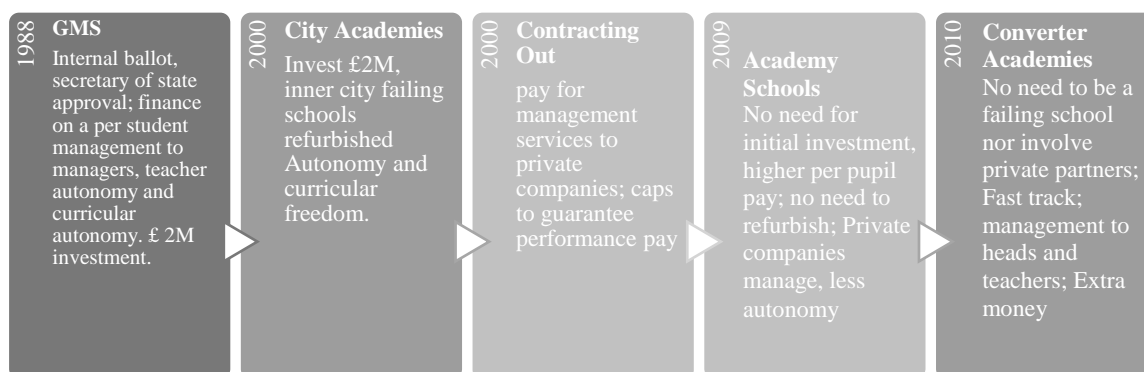 1988
GMS
Internal ballot,
secretary of state
approval; finance
on a per student
management to
managers, teacher
autonomy and
curricular
autonomy. £ 2M
investment.
2000
City Academies
Invest £2M,
inner city failing
schools
refurbished
Autonomy and
curricular
freedom.
2000
Contracting
Out
pay for
management
services to
private
companies; caps
to guarantee
performance pay
2009
Academy
Schools
No need for
initial investment,
higher per pupil
pay; no need to
refurbish; Private
companies
manage, less
autonomy
2010
Converter
Academies
No need to be a
failing school
nor involve
private partners;
Fast track;
management to
heads and
teachers; Extra
money